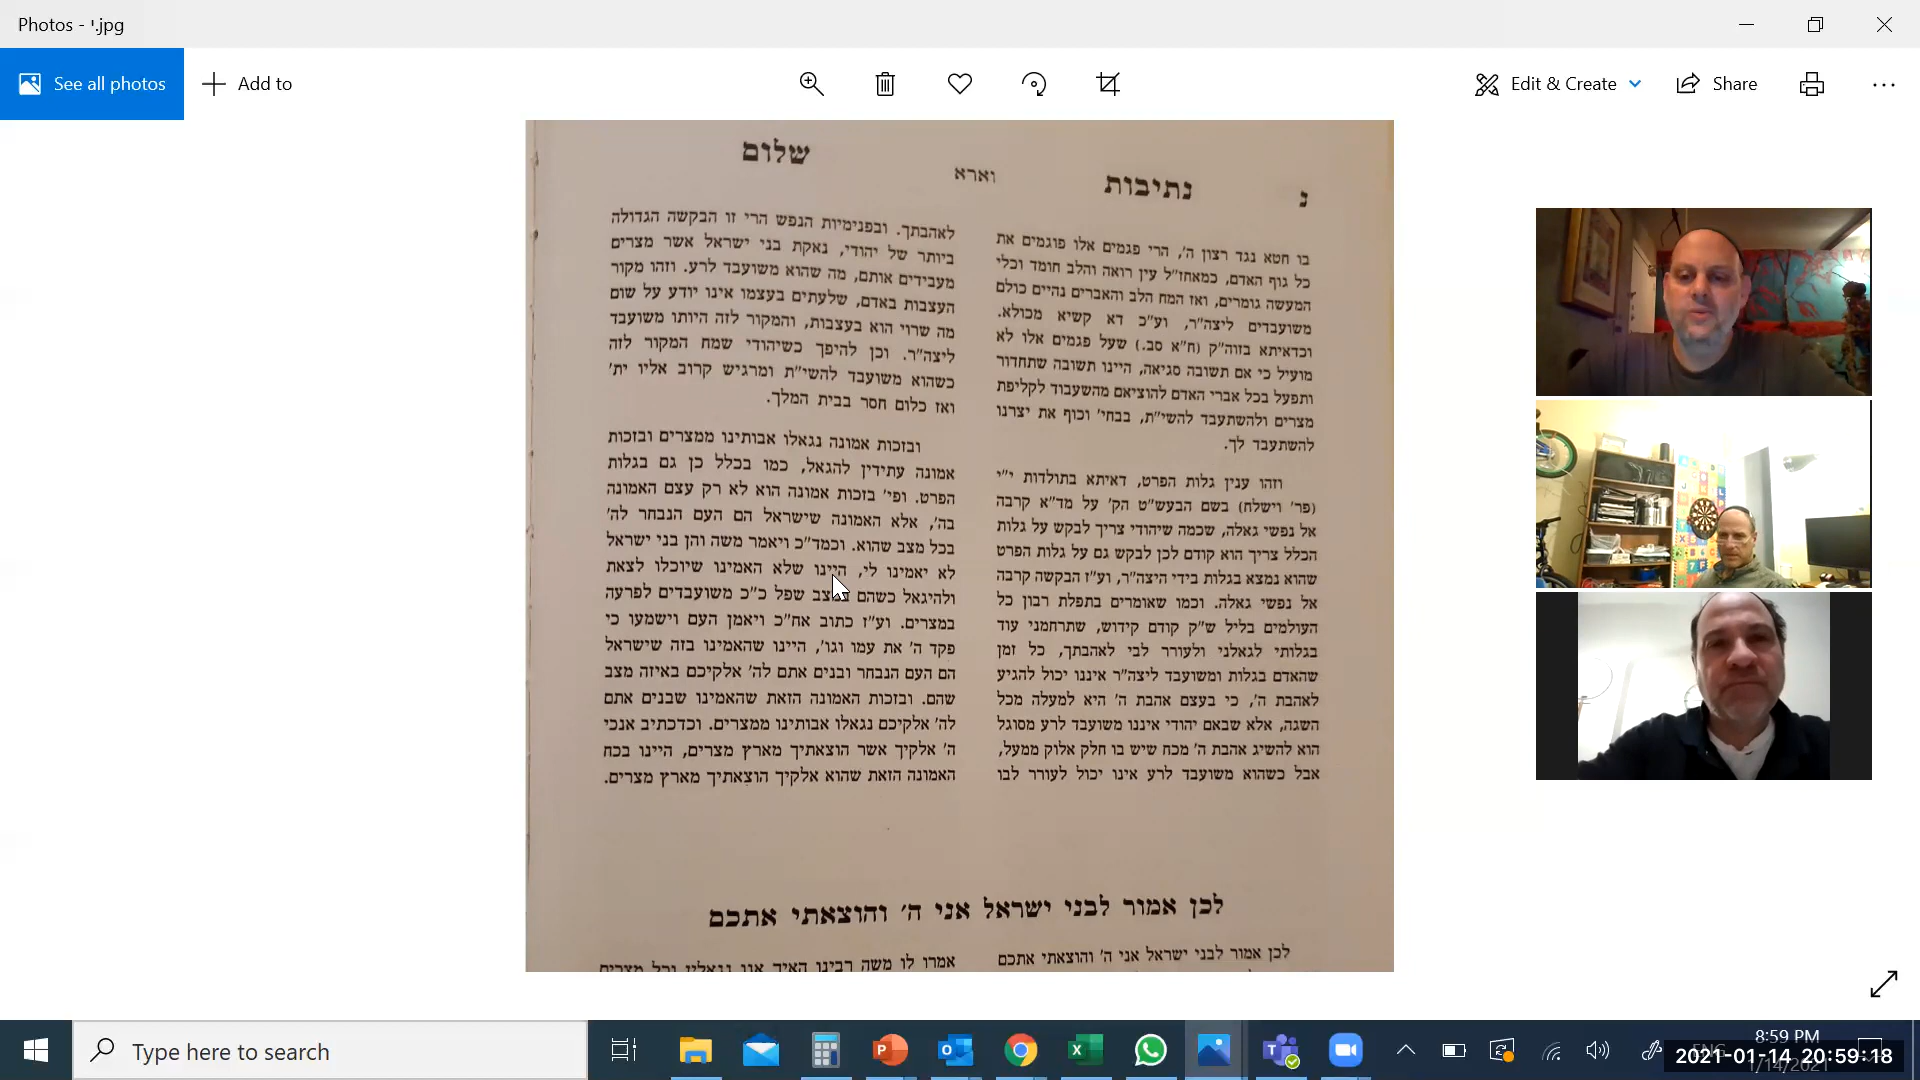 Photos - י.jpg
See all photos
Add to
Edit & Create
Share
נ
נתיבות
וארא
שלום
בו חטא נגד רצון ה', הרי פגמים אלו פוגמים את
כל גוף האדם, כמאחז"ל עין רואה והלב חומד וכלי
המעשה גומרים, ואז המח הלב והאברים נהיים כולם
משועבדים ליצה"ר, וע"כ דא קשיא מכולא.
וכדאיתא בזוה"ק (ח"א סב.) שעל פגמים אלו לא
מועיל כי אם תשובה סגיאה, היינו תשובה שתחדור
ותפעל בכל אברי האדם להוציאם מהשעבוד לקליפת
מצרים ולהשתעבד להשי"ת, בבחי' וכוף את יצרנו
להשתעבד לך.
וזהו ענין גלות הפרט, דאיתא בתולדות י"י
(פר' וישלח) בשם הבעש"ט הק' על מד"א קרבה
אל נפשי גאלה, שכמה שיהודי צריך לבקש על גלות
הכלל צריך הוא קודם לכן לבקש גם על גלות הפרט
שהוא נמצא בגלות בידי היצה"ר, וע"ז הבקשה קרבה
אל נפשי גאלה. וכמו שאומרים בתפלת רבון כל
העולמים בליל ש"ק קודם קידוש, שתרחמני עוד
בגלותי לגאלני ולעורר לבי לאהבתך, כל זמן
שהאדם בגלות ומשועבד ליצה"ר איננו יכול להגיע
לאהבת ה', כי בעצם אהבת ה' היא למעלה מכל
השגה, אלא שבאם יהודי איננו משועבד לרע מסוגל
הוא להשיג אהבת ה' מכח שיש בו חלק אלוק ממעל,
אבל כשהוא משועבד לרע אינו יכול לעורר לבו
לאהבתך. ובפנימיות הנפש הרי זו הבקשה הגדולה
ביותר של יהודי, נאקת בני ישראל אשר מצרים
מעבידים אותם, מה שהוא משועבד לרע. וזהו מקור
העצבות באדם, שלעתים בעצמו אינו יודע על שום
מה שרוי הוא בעצבות, והמקור לזה היותו משועבד
ליצה"ר. וכן להיפך כשיהודי שמח המקור לזה
כשהוא משועבד להשי"ת ומרגיש קרוב אליו ית'
ואז כלום חסר בבית המלך.
ובזכות אמונה נגאלו אבותינו ממצרים ובזכות
אמונה עתידין להגאל, כמו בכלל כן גם בגלות
הפרט. ופי' בזכות אמונה הוא לא רק עצם האמונה
בה', אלא האמונה שישראל הם העם הנבחר לה'
בכל מצב שהוא. וכמד"כ ויאמר משה והן בני ישראל
לא יאמינו לי, היינו שלא האמינו שיוכלו לצאת
ולהיגאל כשהם שפל כ"כ משועבדים לפרעה
במצרים. וע"ז כתוב אח"כ ויאמן העם וישמעו כי
פקד ה' את עמו וגו', היינו שהאמינו בזה שישראל
הם העם הנבחר ובנים אתם לה' אלקיכם באיזה מצב
שהם. ובזכות האמונה הזאת שהאמינו שבנים אתם
לה' אלקיכם נגאלו אבותינו ממצרים. וכדכתיב אנכי
ה' אלקיך אשר הוצאתיך מארץ מצרים, היינו בכח
האמונה הזאת שהוא אלקיך הוצאתיך מארץ מצרים.
לכן אמור לבני ישראל אני ה' והוצאתי אתכם
לכן אמור לבני ישראל אני ה' והוצאתי אתכם
אמרו לו משה רבינו האיך אנו נגאלין וכל מצרים
Type here to search
8:59 PM
2021-01-14 20:59:18